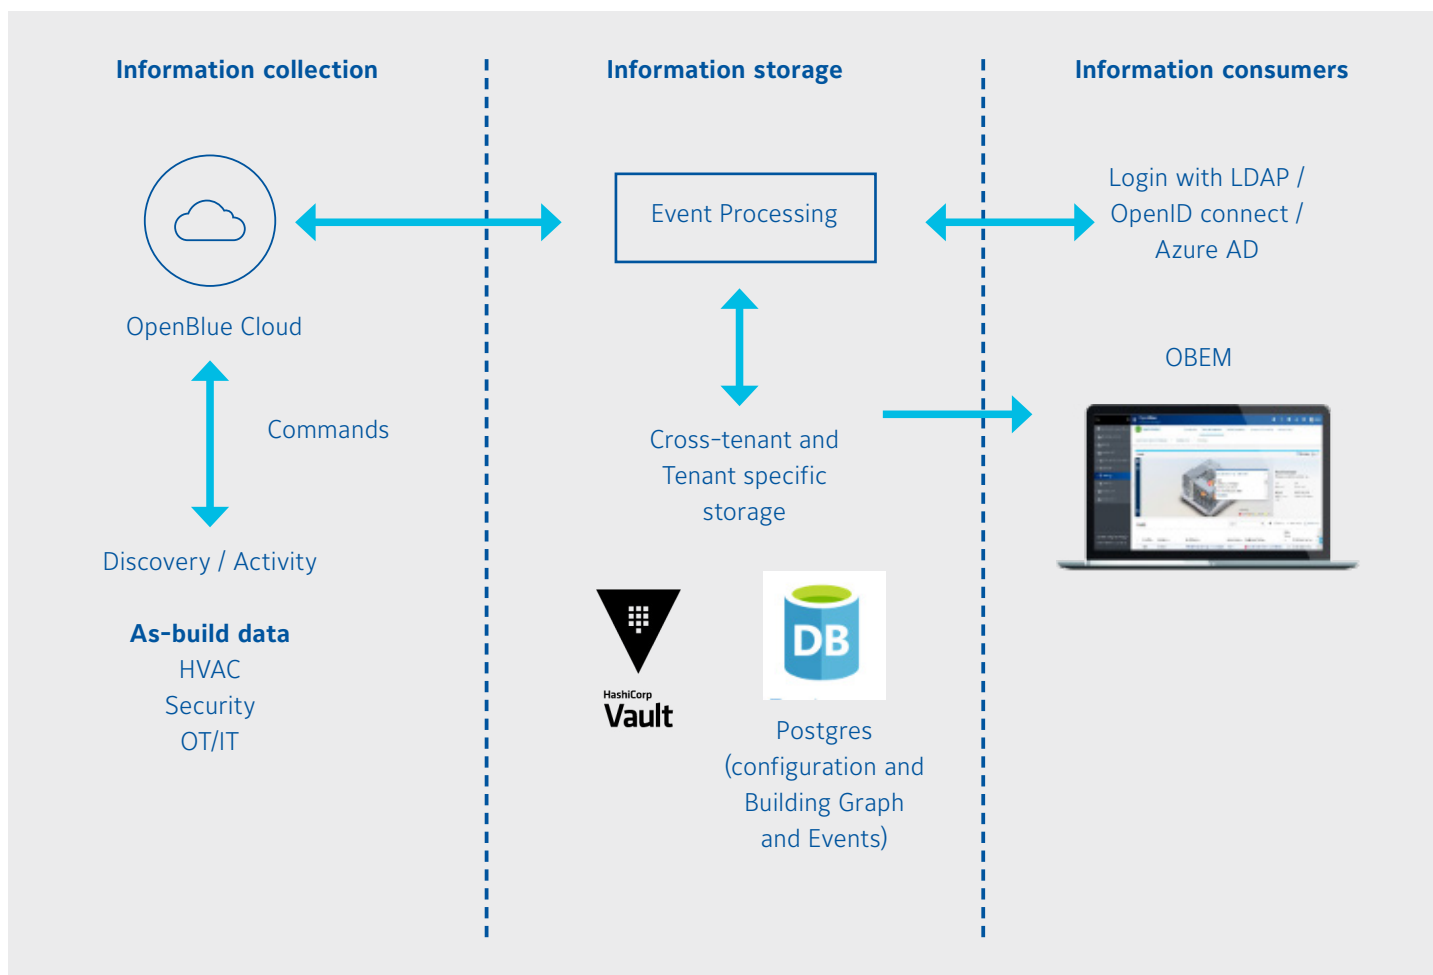 Information collection
Information storage
Information consumers
OpenBlue Cloud
Commands
Discovery / Activity
As-build data
HVAC
Security
OT/IT
Event Processing
Cross-tenant and
Tenant specific
storage
HashiCorp
Vault
DB
Postgres
(configuration and
Building Graph
and Events)
Login with LDAP /
OpenID connect /
Azure AD
OBEM